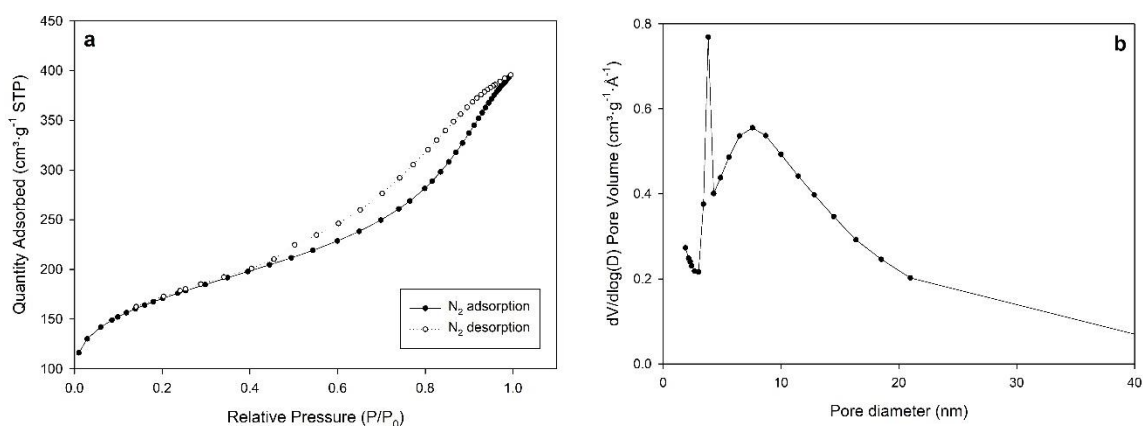 a
Quantity Adsorbed (cm³·g⁻¹ STP)
450
400
350
300
250
200
150
100
0.0 0.2 0.4 0.6 0.8 1.0
Relative Pressure (P/P₀)
N₂ adsorption
N₂ desorption
b
dV/dlog(D) Pore Volume (cm³·g⁻¹·Å⁻¹)
0.8
0.6
0.4
0.2
0.0
0 10 20 30 40
Pore diameter (nm)